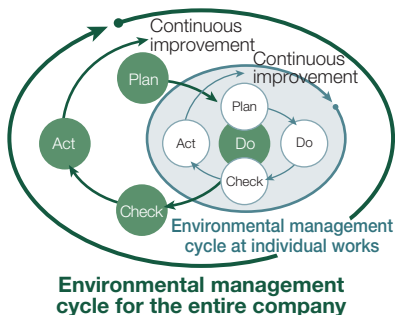 Continuous
improvement
Continuous
improvement
Plan
Plan
Act
Act
Do
Do
Check
Check
Environmental management
cycle at individual works
Environmental management
cycle for the entire company